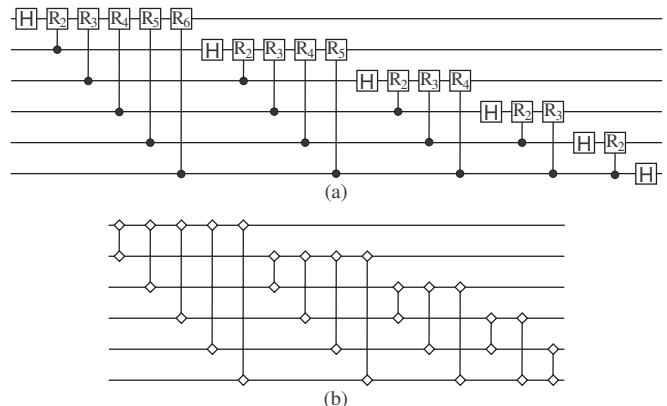 H R₂ R₃ R₄ R₅ R₆
H R₂ R₃ R₄ R₅
H R₂ R₃ R₄
H R₂ R₃
H R₂
H
(a)
(b)